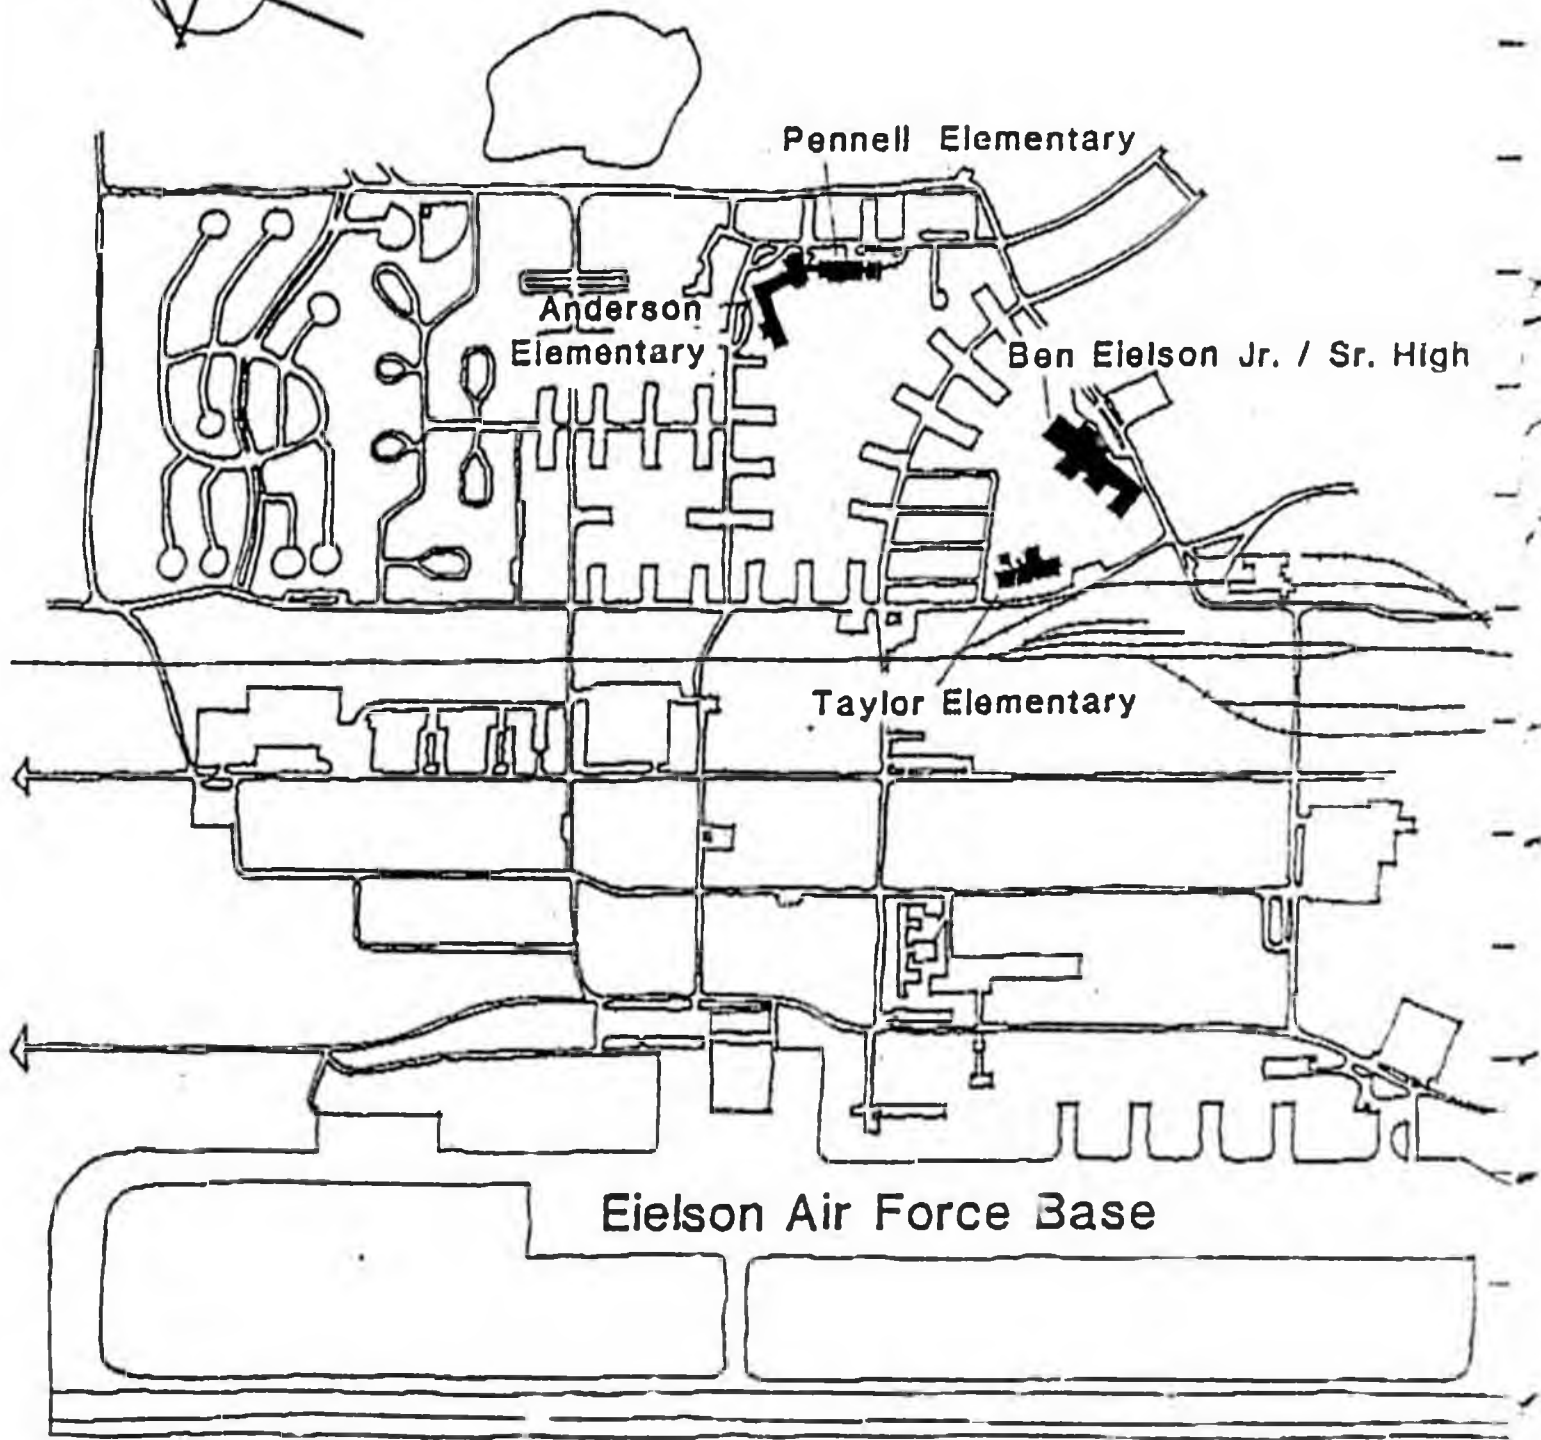 Pennell Elementary
Anderson
Elementary
Ben Eielson Jr. / Sr. High
Taylor Elementary
Eielson Air Force Base